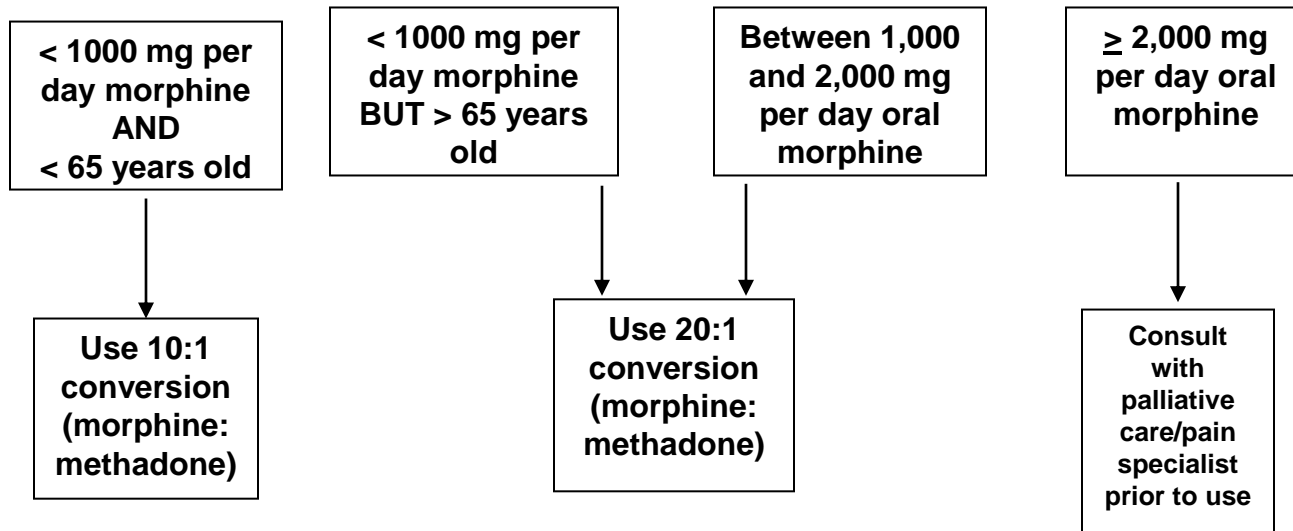 < 1000 mg per
day morphine
AND
< 65 years old
< 1000 mg per
day morphine
BUT > 65 years
old
Between 1,000
and 2,000 mg
per day oral
morphine
≥ 2,000 mg
per day oral
morphine
Use 10:1
conversion
(morphine:
methadone)
Use 20:1
conversion
(morphine:
methadone)
Consult
with
palliative
care/pain
specialist
prior to use